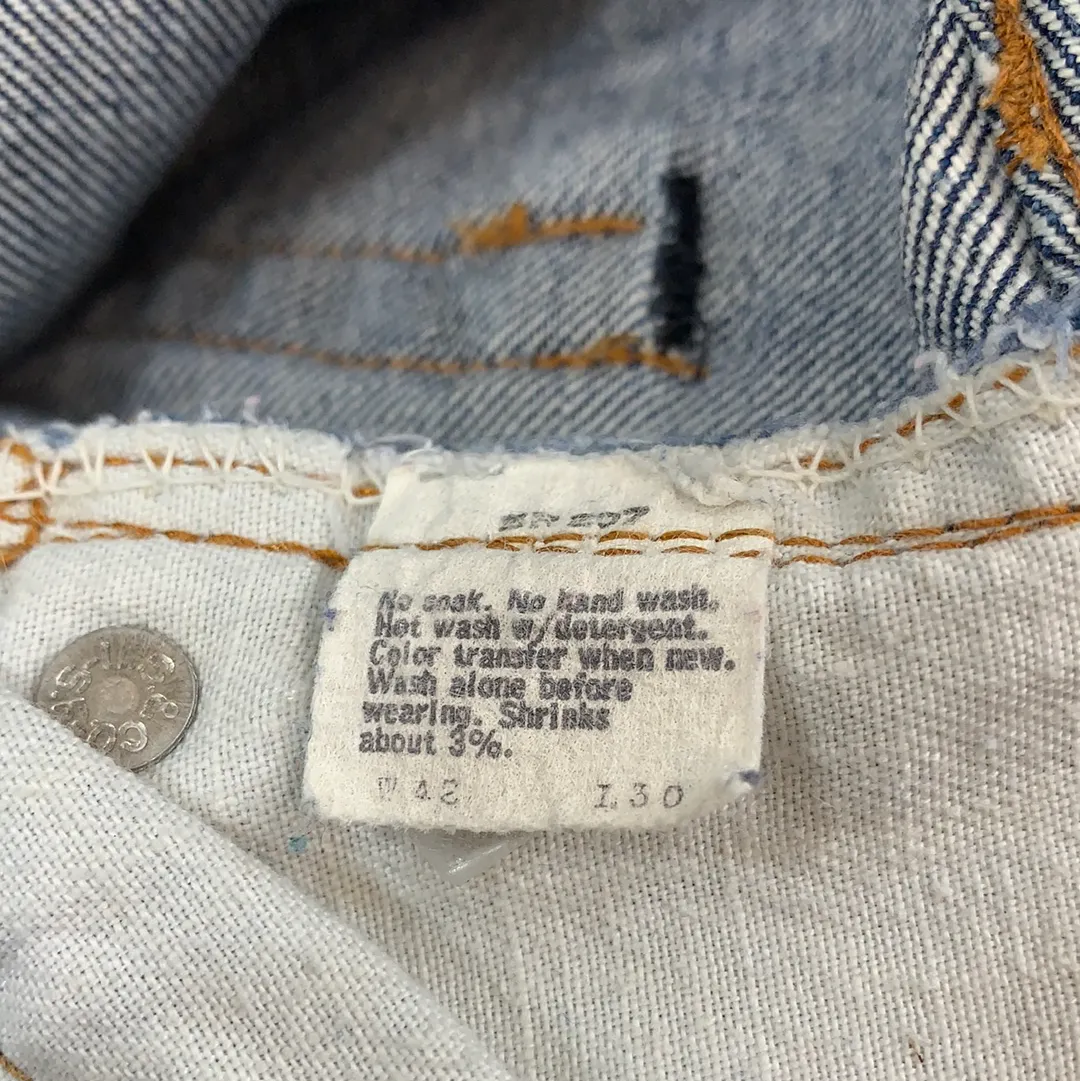 No soak. No hand wash.
Hot wash w/detergent.
Color transfer when new.
Wash alone before
wearing. Shrinks
about 3%.
W 42 L 30